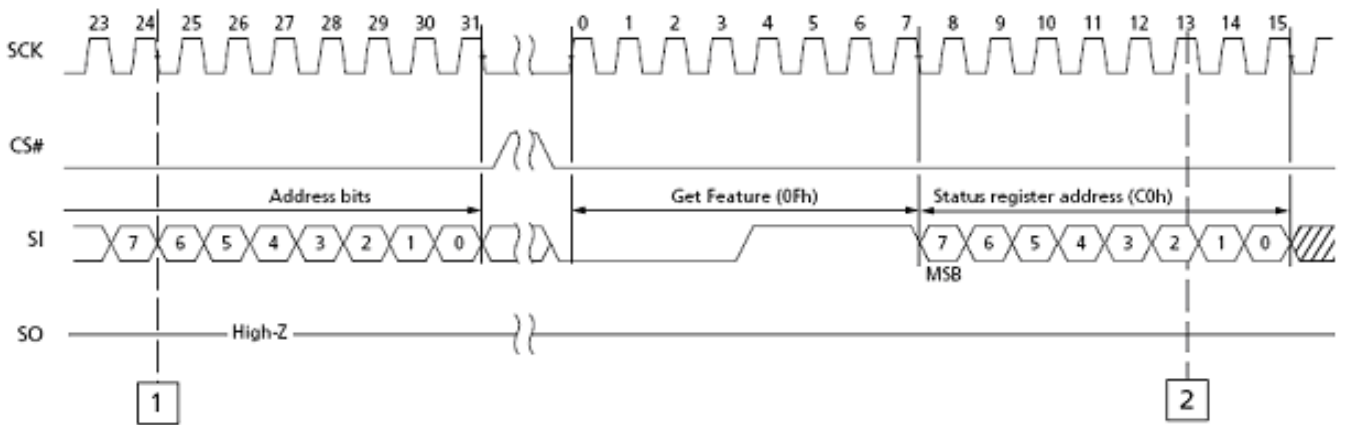 23 24 25 26 27 28 29 30 31 0 1 2 3 4 5 6 7 8 9 10 11 12 13 14 15
SCK
CS#
Address bits Get Feature (0Fh) Status register address (C0h)
SI 7 6 5 4 3 2 1 0 7 6 5 4 3 2 1 0
MSB
SO High-Z
1 2